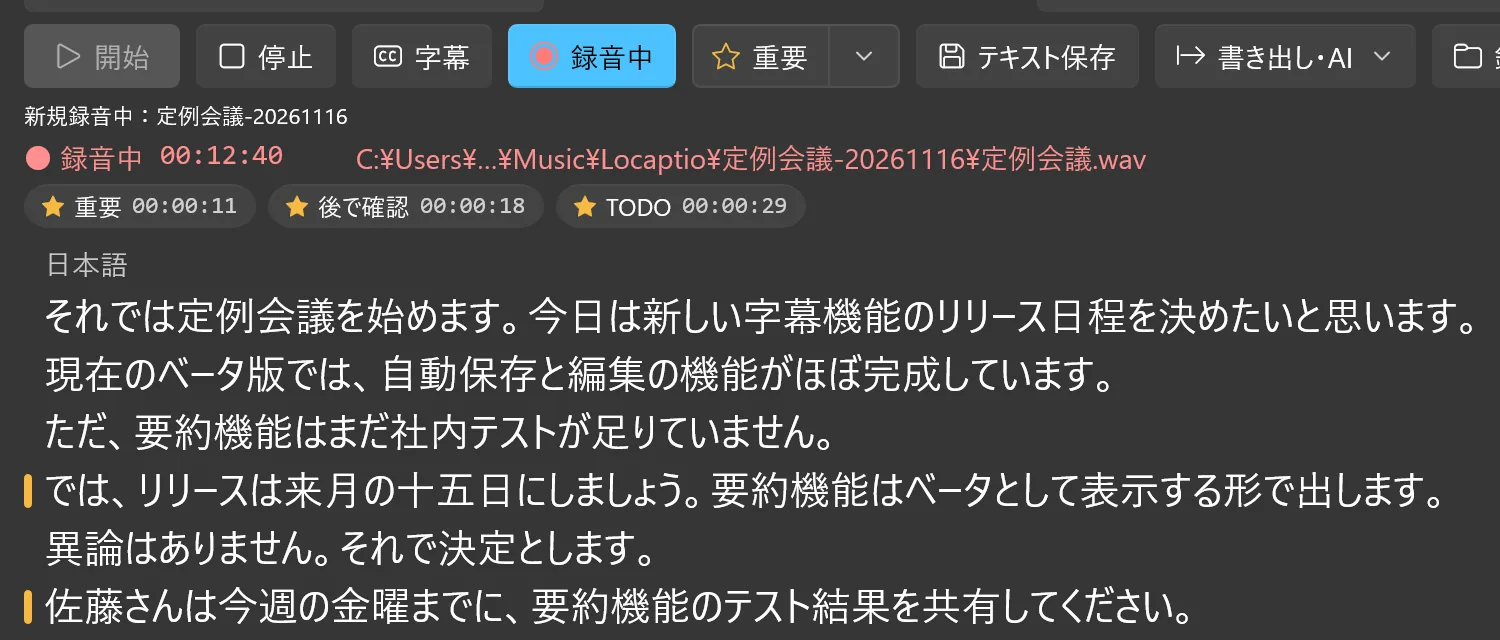 開始 停止 字幕 録音中 重要 テキスト保存 書き出し・AI
新規録音中：定例会議-20261116
録音中 00:12:40 C:¥Users¥...¥Music¥Locaptio¥定例会議-20261116¥定例会議.wav
重要 00:00:11 後で確認 00:00:18 TODO 00:00:29
日本語
それでは定例会議を始めます。今日は新しい字幕機能のリリース日程を決めたいと思います。
現在のベータ版では、自動保存と編集の機能がほぼ完成しています。
ただ、要約機能はまだ社内テストが足りていません。
では、リリースは来月の十五日にしましょう。要約機能はベータとして表示する形で出します。
異論はありません。それで決定とします。
佐藤さんは今週の金曜までに、要約機能のテスト結果を共有してください。